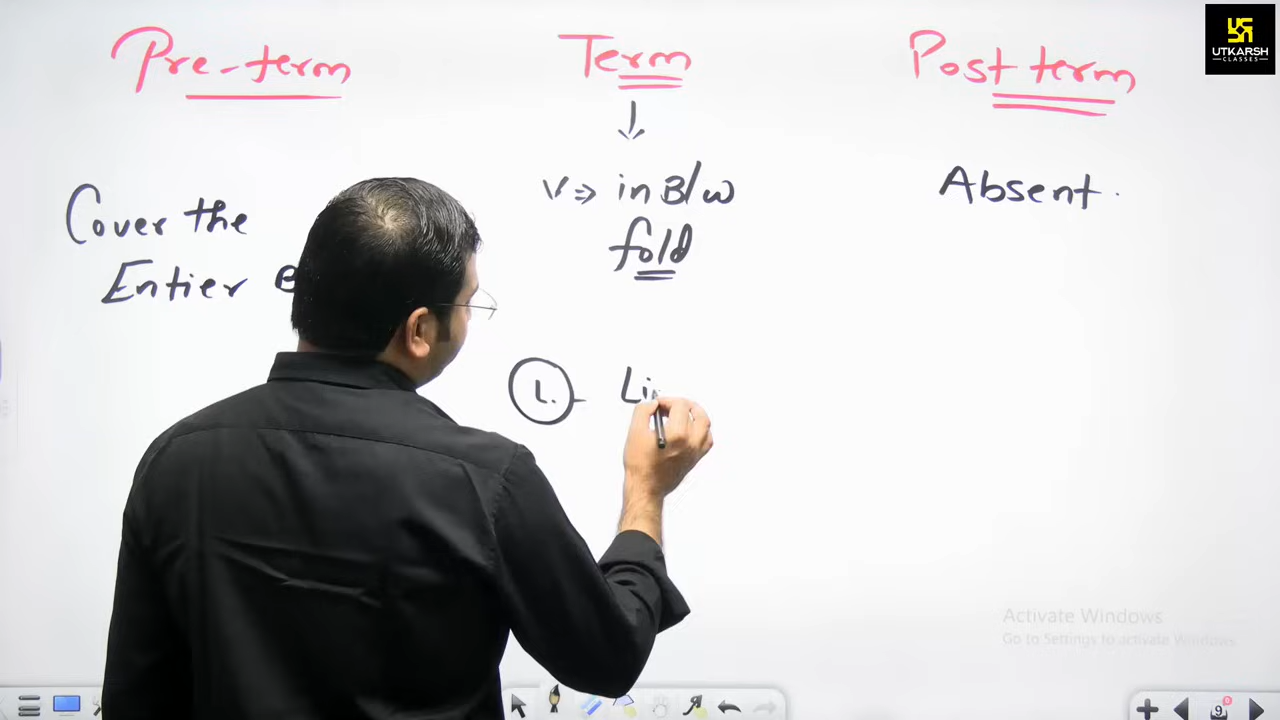 Pre-term
Term
Post term
UTKARSH
CLASSES
V => in B/w
fold
Absent.
Cover the
Entier
1.
Activate Windows
Go to Settings to activate Windows.
9